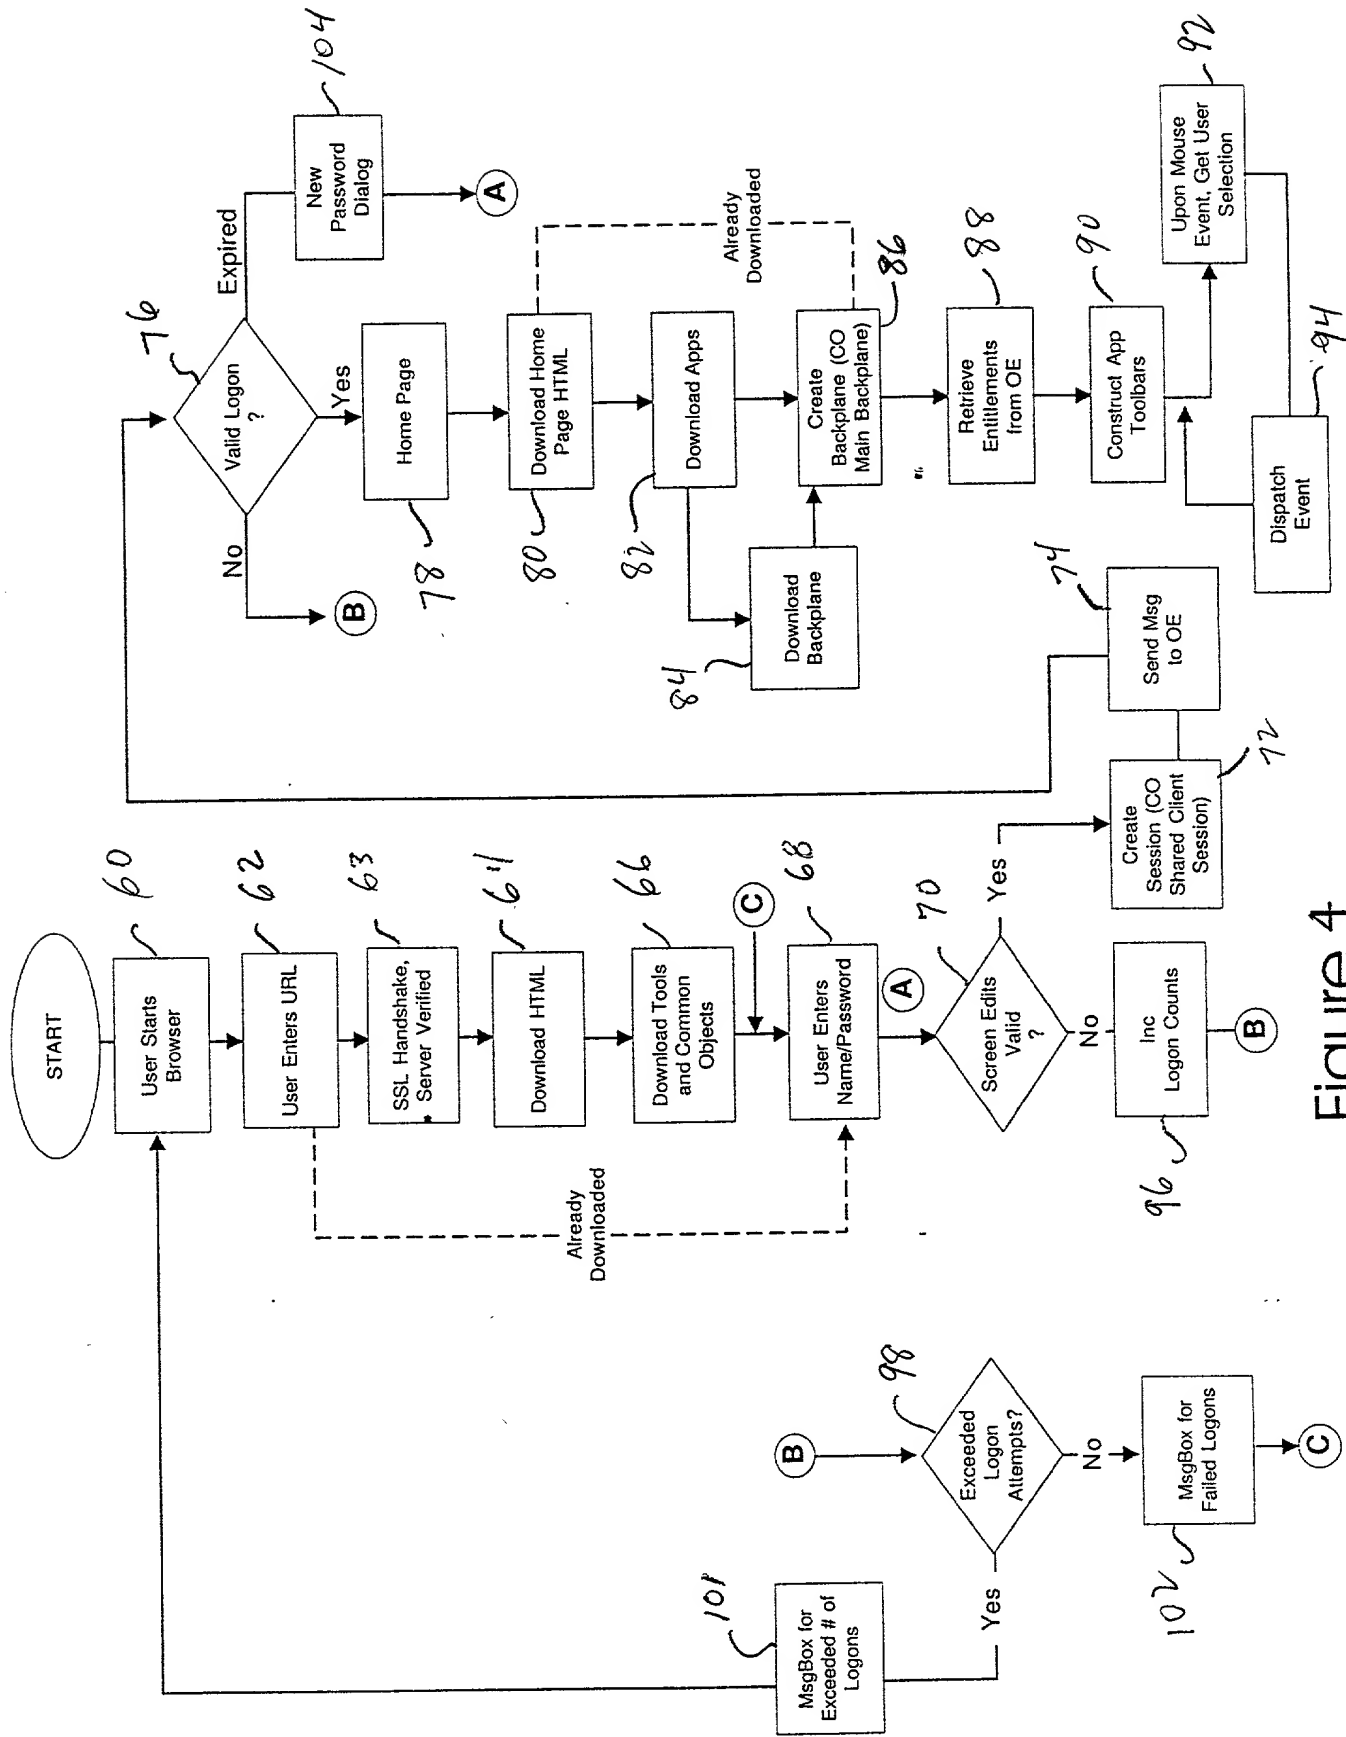 START
60
User Starts
Browser
62
User Enters URL
63
SSL Handshake,
Server Verified
64
Download HTML
66
Download Tools
and Common
Objects
C
68
User Enters
Name/Password
A
Already
Downloaded
70
Screen Edits
Valid
?
Yes
No
96
Inc
Logon Counts
B
72
Create
Session (CO
Shared Client
Session)
74
Send Msg
to OE
76
Valid Logon
?
No
B
Expired
104
New
Password
Dialog
A
Yes
78
Home Page
80
Download Home
Page HTML
Already
Downloaded
82
Download Apps
84
Download
Backplane
86
Create
Backplane (CO
Main Backplane)
88
Retrieve
Entitlements
from OE
90
Construct App
Toolbars
92
Upon Mouse
Event, Get User
Selection
94
Dispatch
Event
B
98
Exceeded
Logon
Attempts?
Yes
101
MsgBox for
Exceeded # of
Logons
No
102
MsgBox for
Failed Logons
C
Figure 4